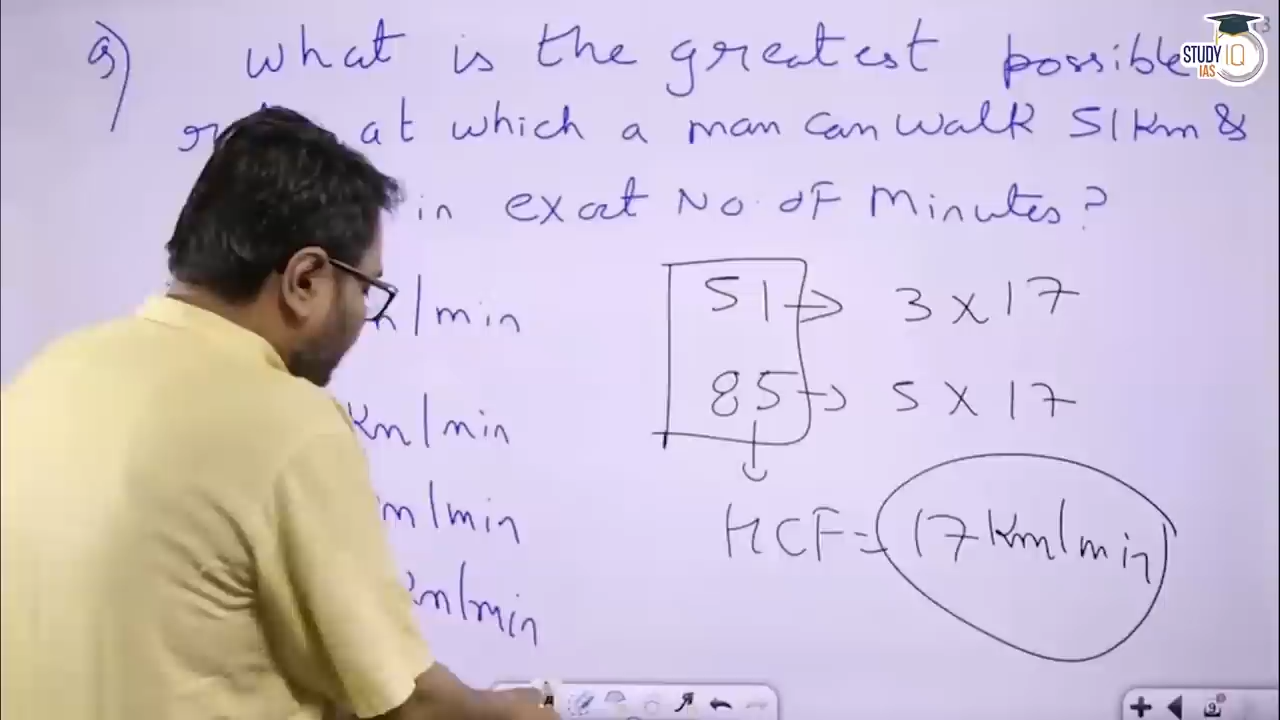 Q) What is the greatest possible
at which a man can walk 51 Km &
in exact No. of Minutes?
51 → 3 x 17
/min
85 → 5 x 17
Km/min
m/min
HCF = 17 Km/min
Km/min
STUDY IQ
IAS